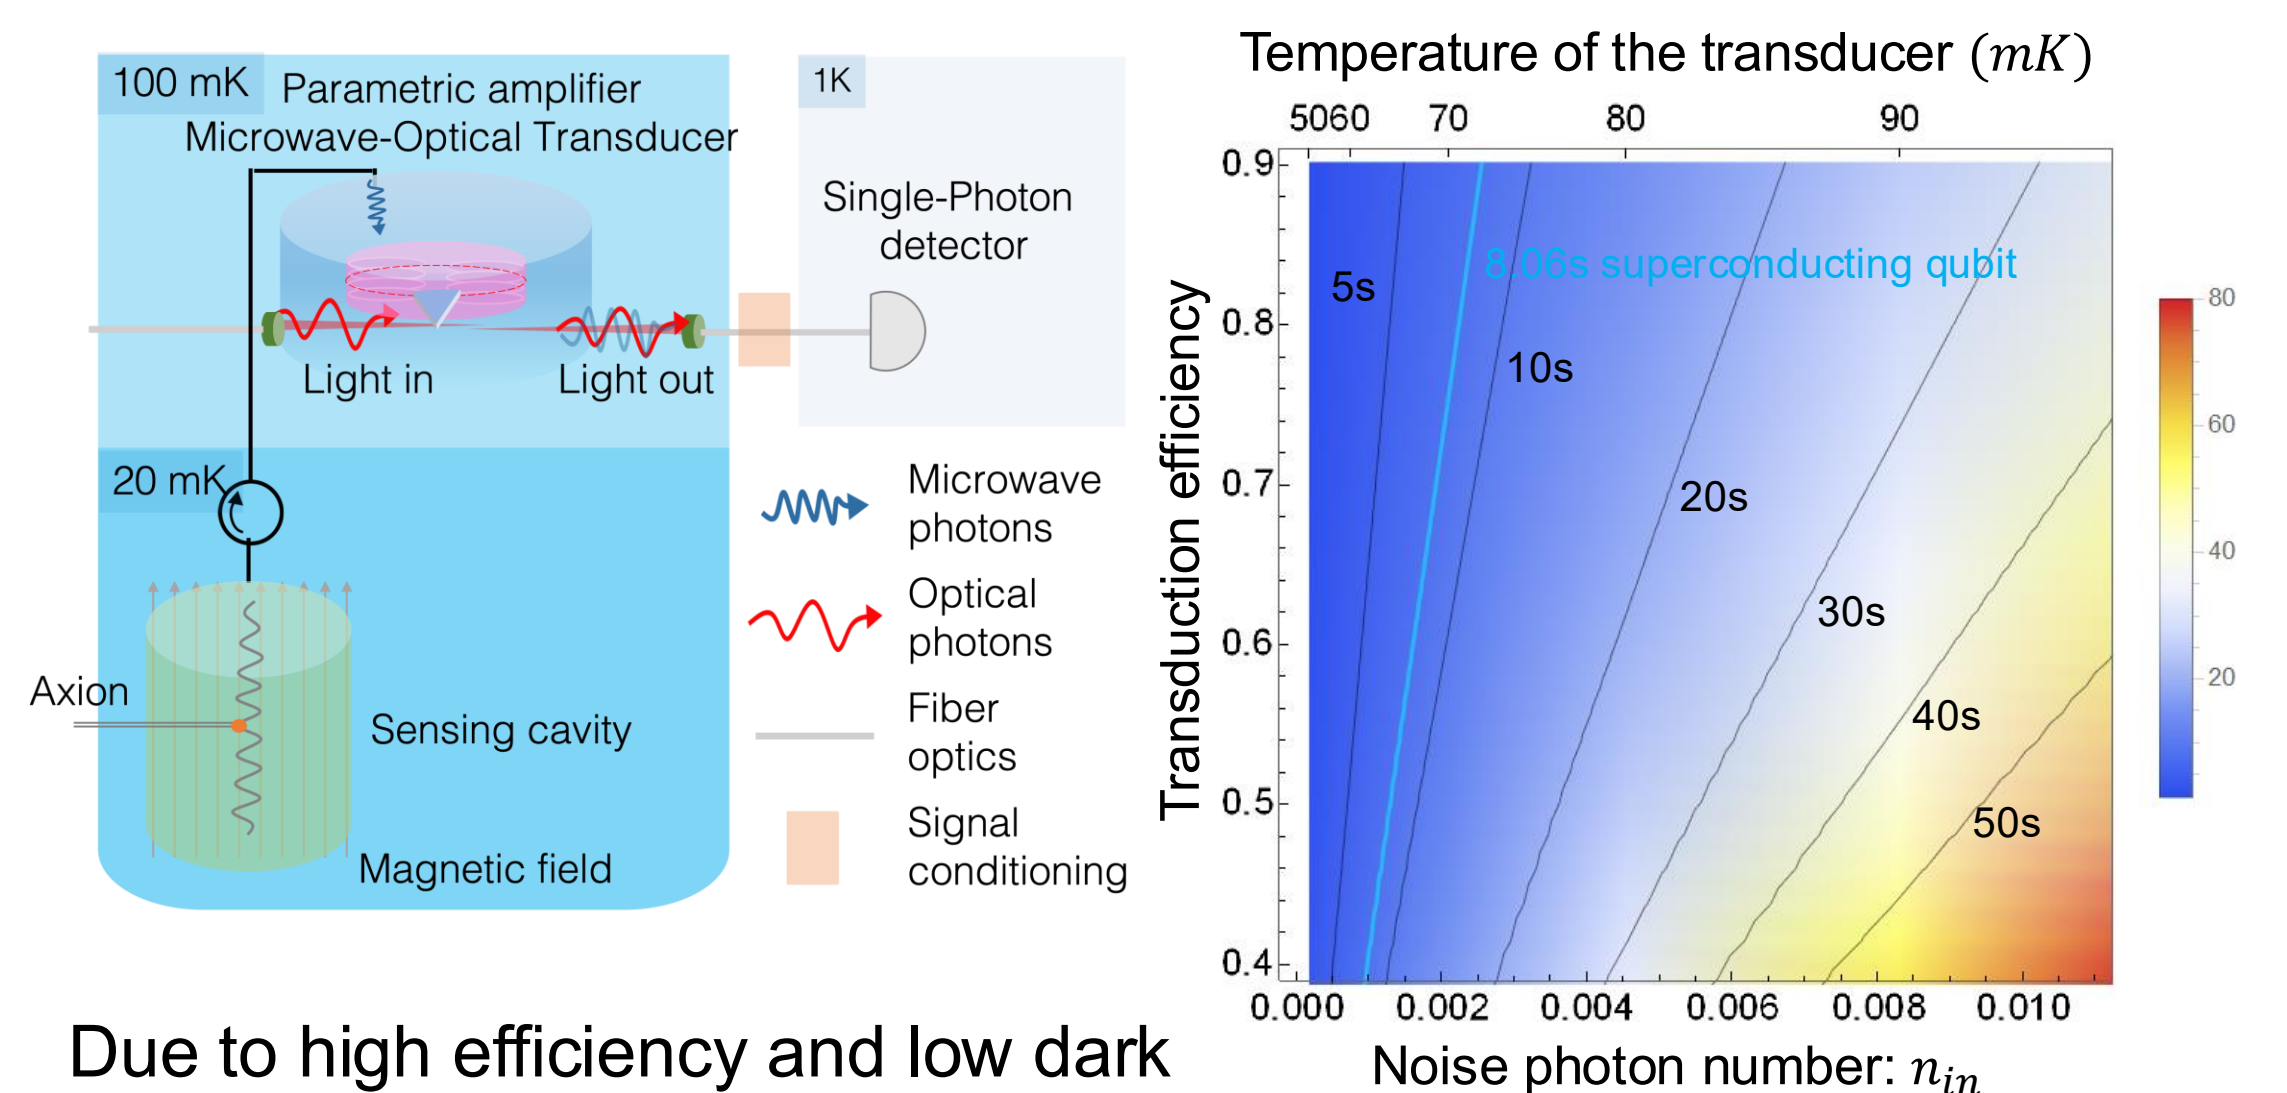 100 mK
Parametric amplifier
Microwave-Optical Transducer
1K
Single-Photon
detector
Light in
Light out
20 mK
Axion
Sensing cavity
Magnetic field
Microwave
photons
Optical
photons
Fiber
optics
Signal
conditioning
Due to high efficiency and low dark
Temperature of the transducer (mK)
50 60 70 80 90
Transduction efficiency
0.9
0.8
0.7
0.6
0.5
0.4
5s
8.06s superconducting qubit
10s
20s
30s
40s
50s
0.000 0.002 0.004 0.006 0.008 0.010
Noise photon number: n_in
80
60
40
20